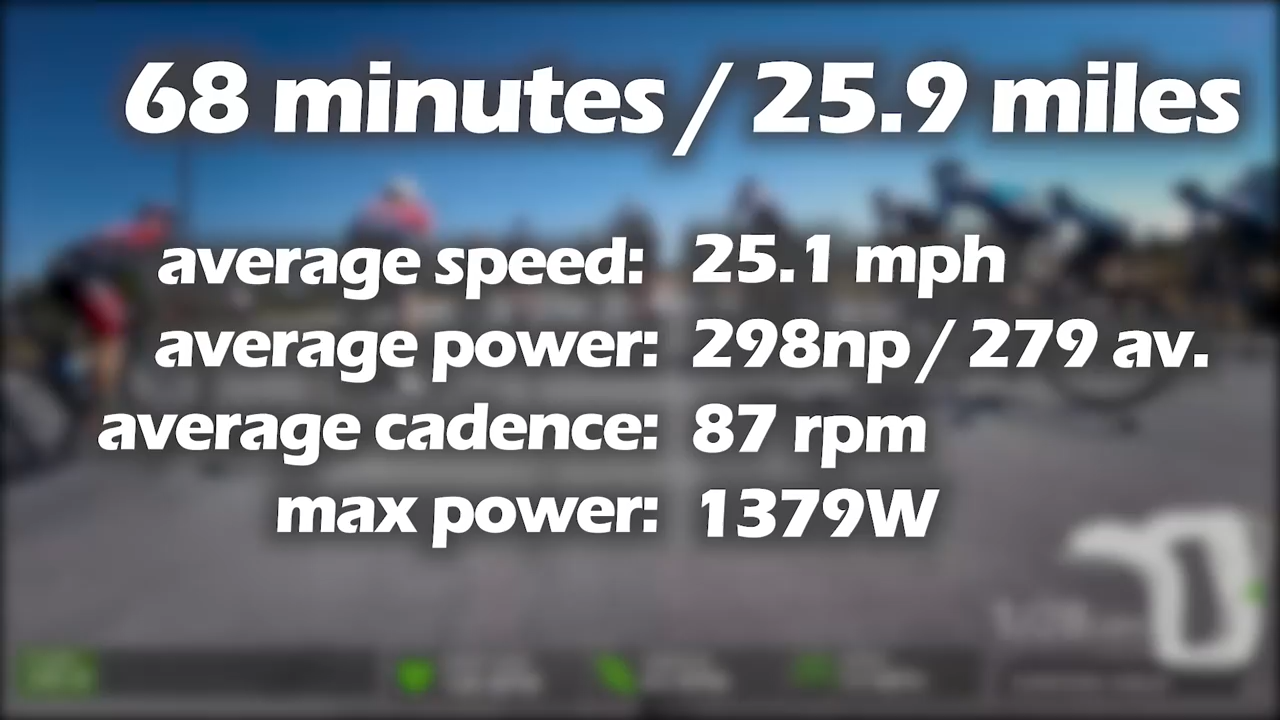 68 minutes / 25.9 miles
average speed: 25.1 mph
average power: 298np / 279 av.
average cadence: 87 rpm
max power: 1379W